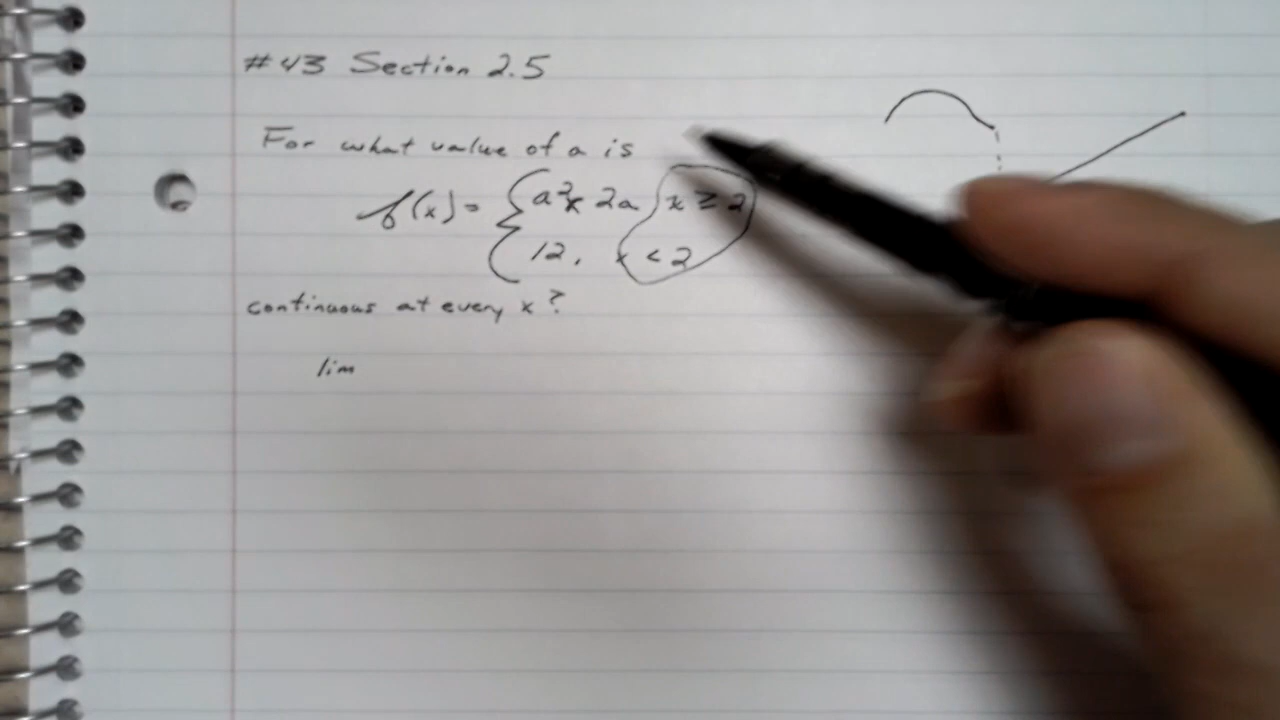 #43 Section 2.5
For what value of a is
f(x) = { a²x 2a, x ≥ 2
12, x < 2
continuous at every x?
lim